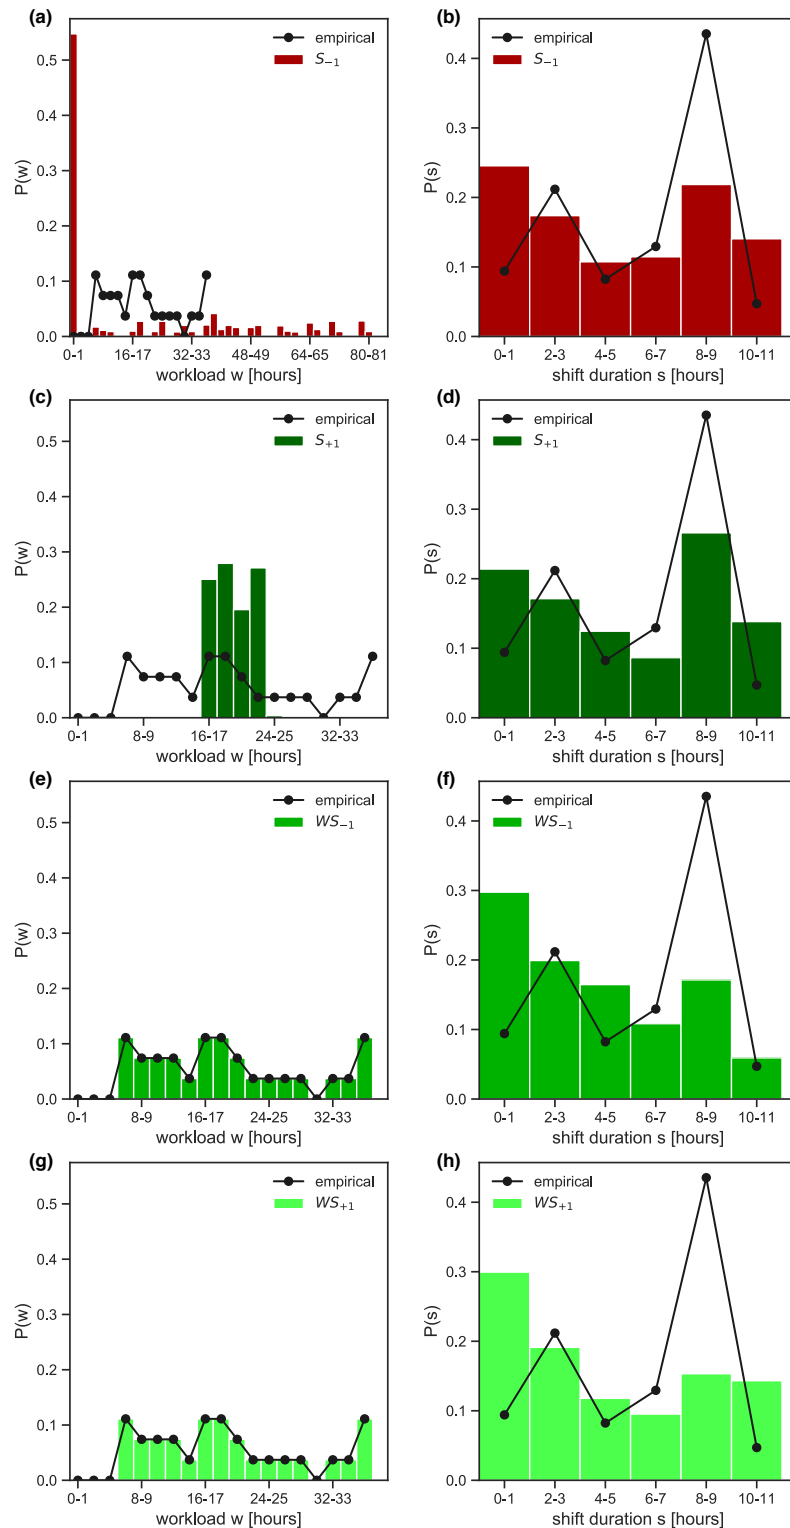 (a)
empirical
S₋₁
P(w)
0.5
0.4
0.3
0.2
0.1
0.0
0-1 16-17 32-33 48-49 64-65 80-81
workload w [hours]
(b)
empirical
S₋₁
P(s)
0.4
0.3
0.2
0.1
0.0
0-1 2-3 4-5 6-7 8-9 10-11
shift duration s [hours]
(c)
empirical
S₊₁
P(w)
0.5
0.4
0.3
0.2
0.1
0.0
0-1 8-9 16-17 24-25 32-33
workload w [hours]
(d)
empirical
S₊₁
P(s)
0.4
0.3
0.2
0.1
0.0
0-1 2-3 4-5 6-7 8-9 10-11
shift duration s [hours]
(e)
empirical
WS₋₁
P(w)
0.5
0.4
0.3
0.2
0.1
0.0
0-1 8-9 16-17 24-25 32-33
workload w [hours]
(f)
empirical
WS₋₁
P(s)
0.4
0.3
0.2
0.1
0.0
0-1 2-3 4-5 6-7 8-9 10-11
shift duration s [hours]
(g)
empirical
WS₊₁
P(w)
0.5
0.4
0.3
0.2
0.1
0.0
0-1 8-9 16-17 24-25 32-33
workload w [hours]
(h)
empirical
WS₊₁
P(s)
0.4
0.3
0.2
0.1
0.0
0-1 2-3 4-5 6-7 8-9 10-11
shift duration s [hours]